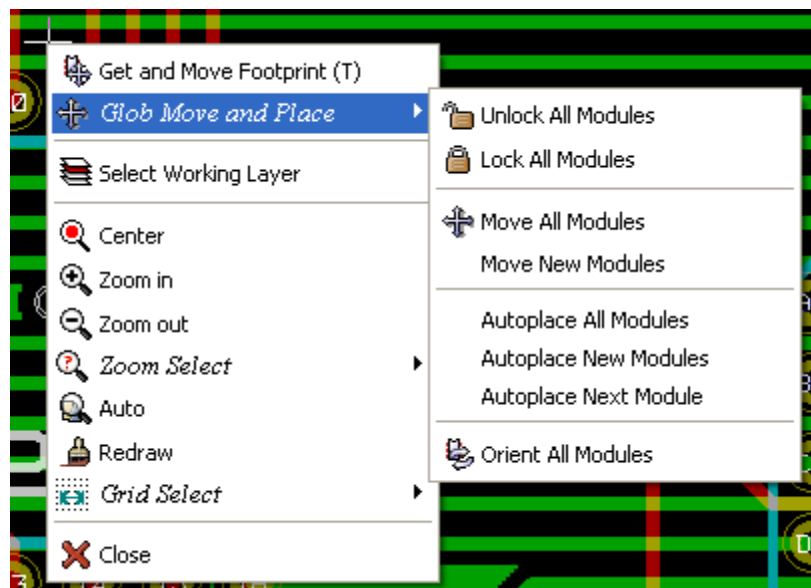 Get and Move Footprint (T)
Glob Move and Place
Select Working Layer
Center
Zoom in
Zoom out
Zoom Select
Auto
Redraw
Grid Select
Close
Unlock All Modules
Lock All Modules
Move All Modules
Move New Modules
Autoplace All Modules
Autoplace New Modules
Autoplace Next Module
Orient All Modules